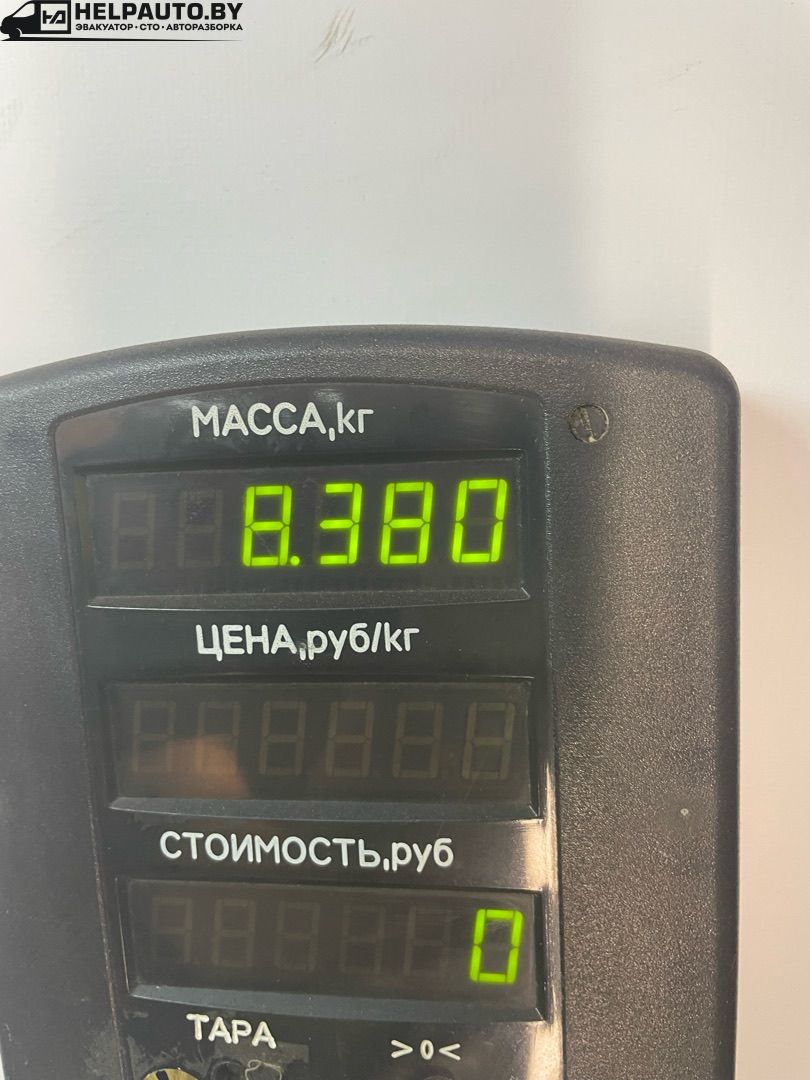 HELPAUTO.BY
ЭВАКУАТОР • СТО • АВТОРАЗБОРКА
МАССА,кг
8.380
ЦЕНА,руб/кг
СТОИМОСТЬ,руб
0
ТАРА
>0<